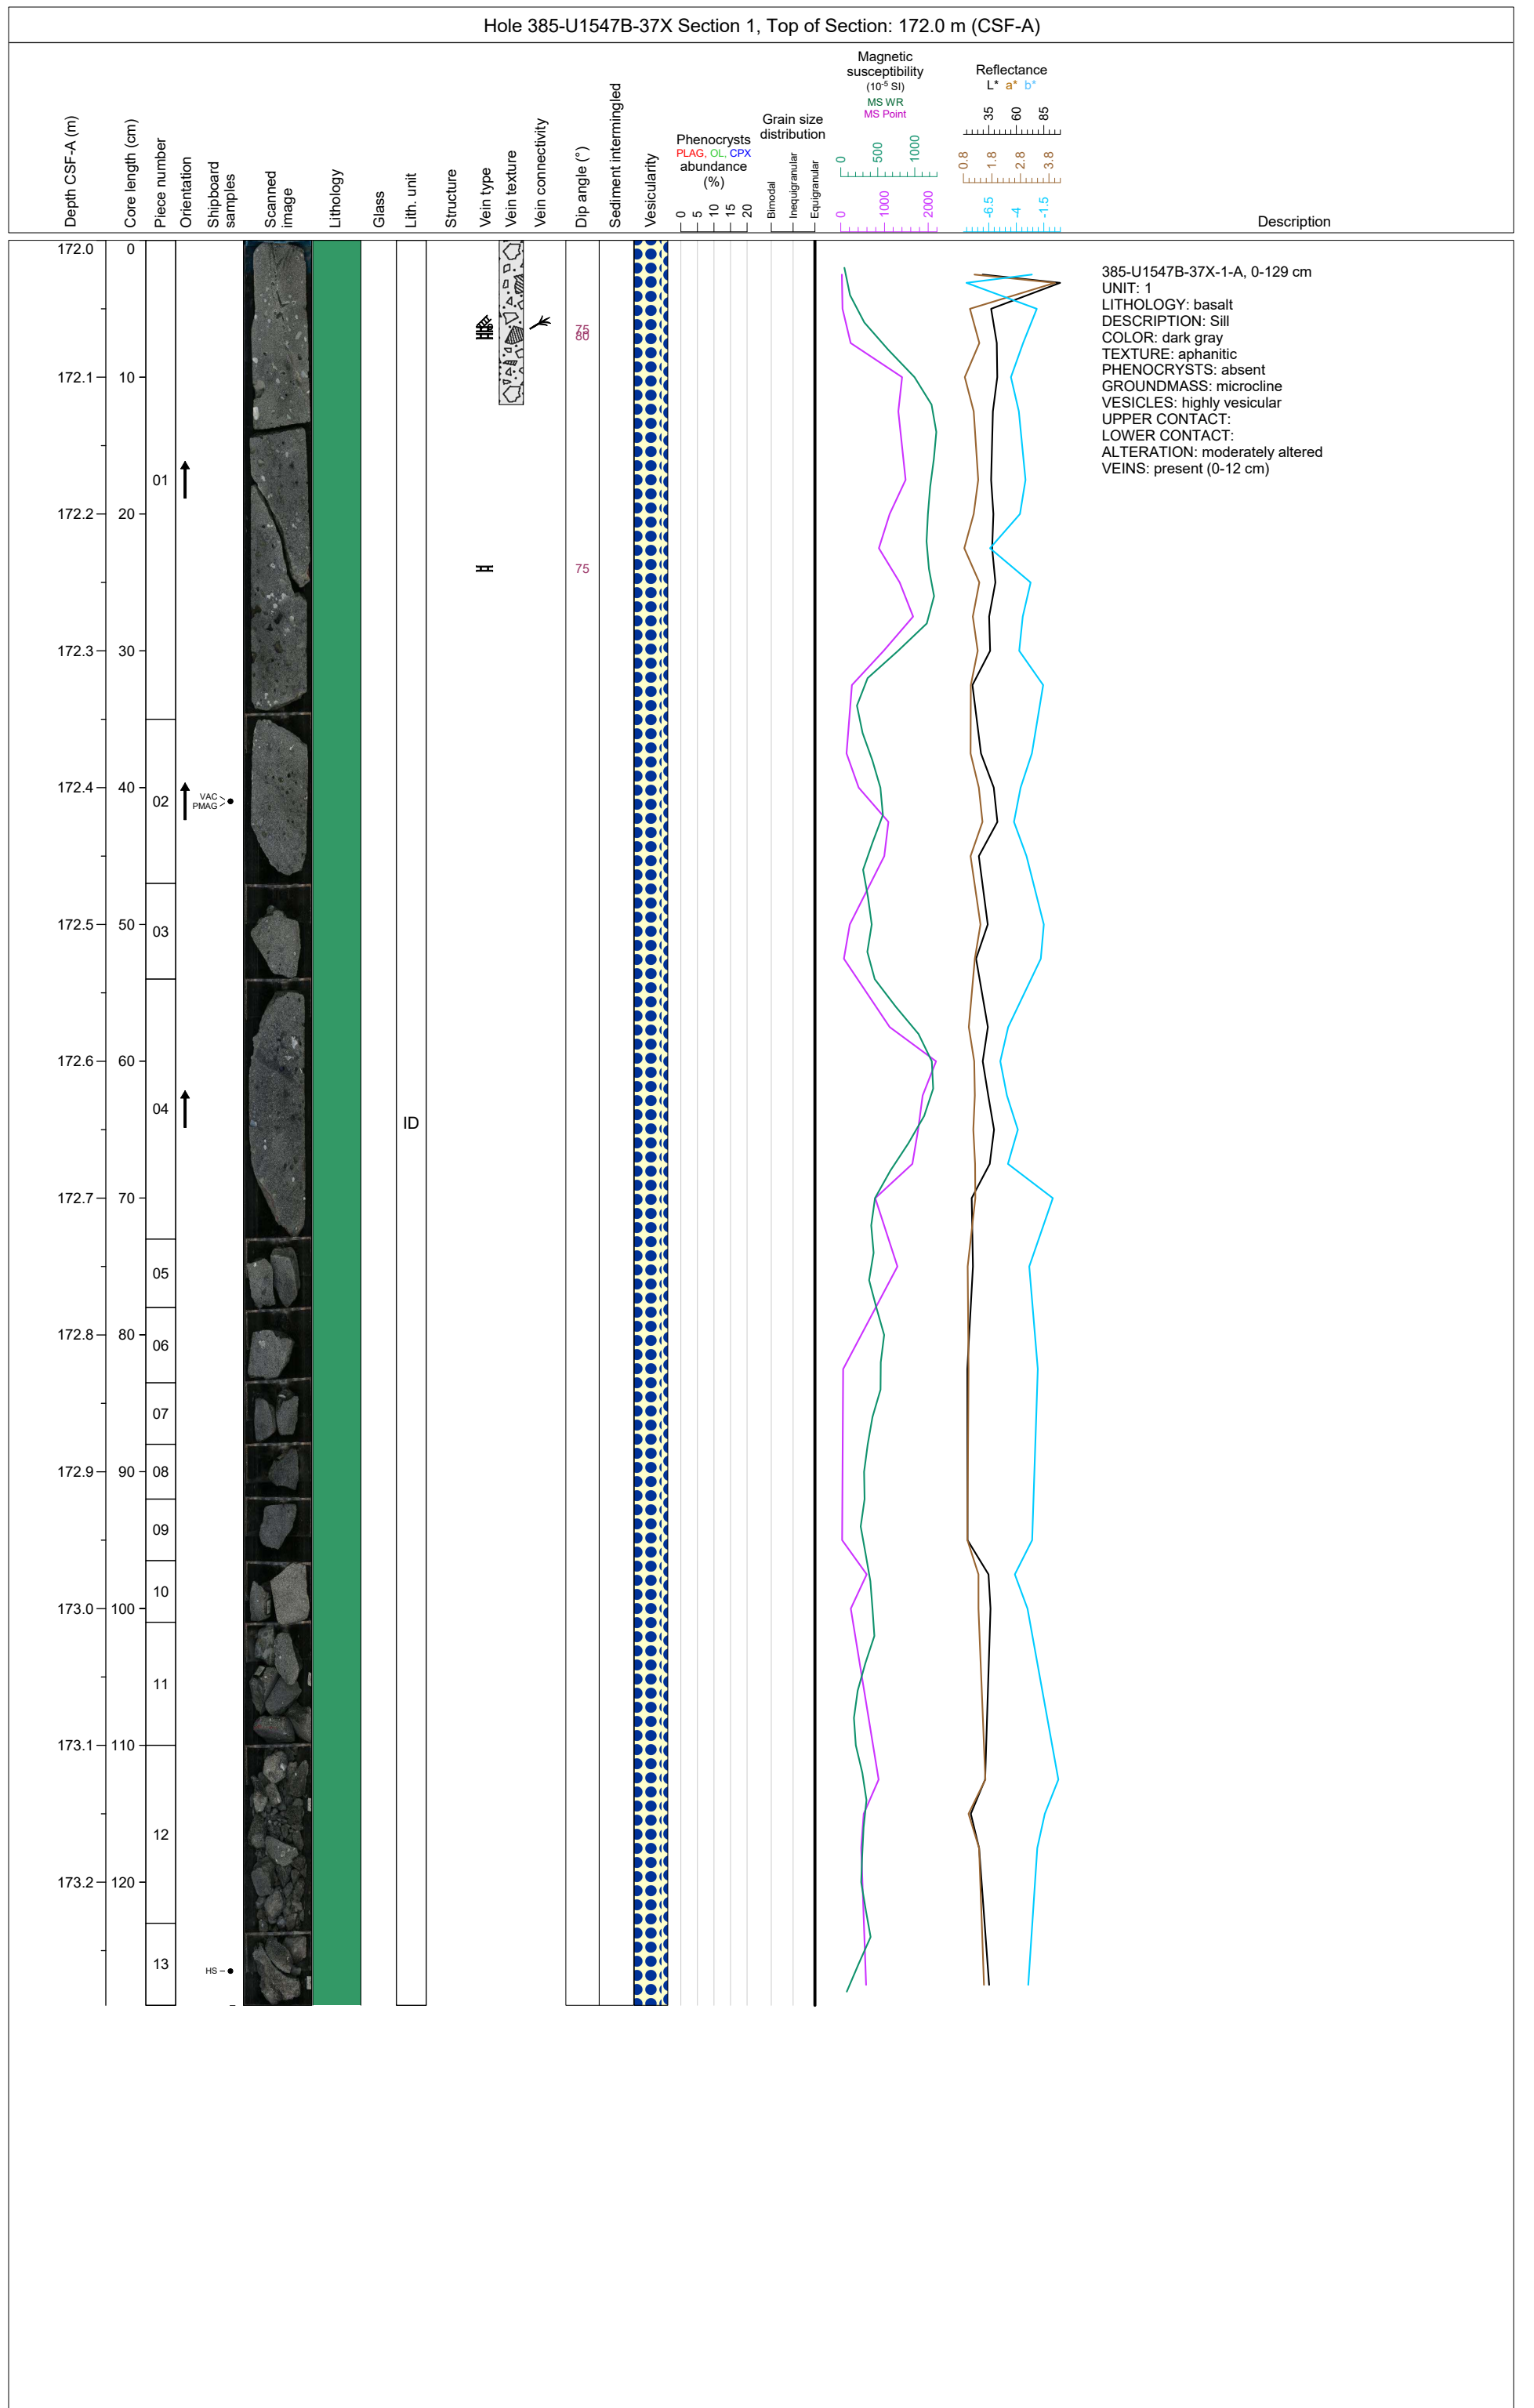 Hole 385-U1547B-37X Section 1, Top of Section: 172.0 m (CSF-A)
Depth CSF-A (m)
Core length (cm)
Piece number
Orientation
Shipboard
samples
Scanned
image
Lithology
Glass
Lith. unit
Structure
Vein type
Vein texture
Vein connectivity
Dip angle (°)
Sediment intermingled
Vesicularity
Phenocrysts
PLAG, OL, CPX
abundance
(%)
0 5 10 15 20
Grain size
distribution
Bimodal
Inequigranular
Equigranular
Magnetic
susceptibility
(10⁻⁵ SI)
MS WR
MS Point
0 500 1000
0 1000 2000
Reflectance
L* a* b*
35 60 85
0.8 1.8 2.8 3.8
-6.5 -4 -1.5
Description
172.0 0
172.1 10
172.2 20
172.3 30
172.4 40
172.5 50
172.6 60
172.7 70
172.8 80
172.9 90
173.0 100
173.1 110
173.2 120
01
02
03
04
05
06
07
08
09
10
11
12
13
VAC
PMAG
HS
ID
75
80
75
385-U1547B-37X-1-A, 0-129 cm
UNIT: 1
LITHOLOGY: basalt
DESCRIPTION: Sill
COLOR: dark gray
TEXTURE: aphanitic
PHENOCRYSTS: absent
GROUNDMASS: microcline
VESICLES: highly vesicular
UPPER CONTACT:
LOWER CONTACT:
ALTERATION: moderately altered
VEINS: present (0-12 cm)